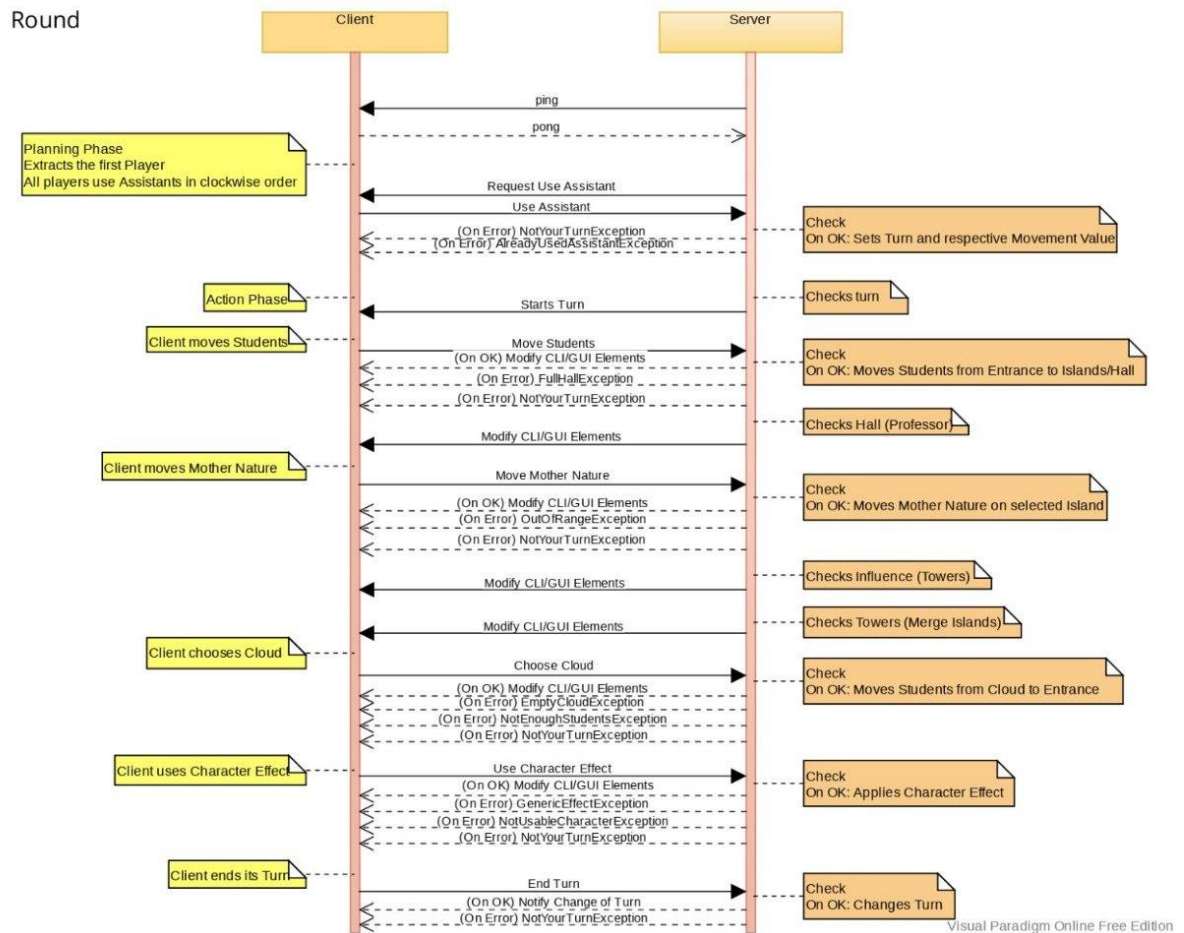 Round
Client
Server
ping
pong
Planning Phase
Extracts the first Player
All players use Assistants in clockwise order
Request Use Assistant
Use Assistant
(On Error) NotYourTurnException
(On Error) AlreadyUsedAssistantException
Check
On OK: Sets Turn and respective Movement Value
Action Phase
Starts Turn
Checks turn
Client moves Students
Move Students
(On OK) Modify CLI/GUI Elements
(On Error) FullHallException
(On Error) NotYourTurnException
Check
On OK: Moves Students from Entrance to Islands/Hall
Checks Hall (Professor)
Modify CLI/GUI Elements
Client moves Mother Nature
Move Mother Nature
(On OK) Modify CLI/GUI Elements
(On Error) OutOfRangeException
(On Error) NotYourTurnException
Check
On OK: Moves Mother Nature on selected Island
Checks Influence (Towers)
Modify CLI/GUI Elements
Checks Towers (Merge Islands)
Modify CLI/GUI Elements
Client chooses Cloud
Choose Cloud
(On OK) Modify CLI/GUI Elements
(On Error) EmptyCloudException
(On Error) NotEnoughStudentsException
(On Error) NotYourTurnException
Check
On OK: Moves Students from Cloud to Entrance
Client uses Character Effect
Use Character Effect
(On OK) Modify CLI/GUI Elements
(On Error) GenericEffectException
(On Error) NotUsableCharacterException
(On Error) NotYourTurnException
Check
On OK: Applies Character Effect
Client ends its Turn
End Turn
(On OK) Notify Change of Turn
(On Error) NotYourTurnException
Check
On OK: Changes Turn
Visual Paradigm Online Free Edition